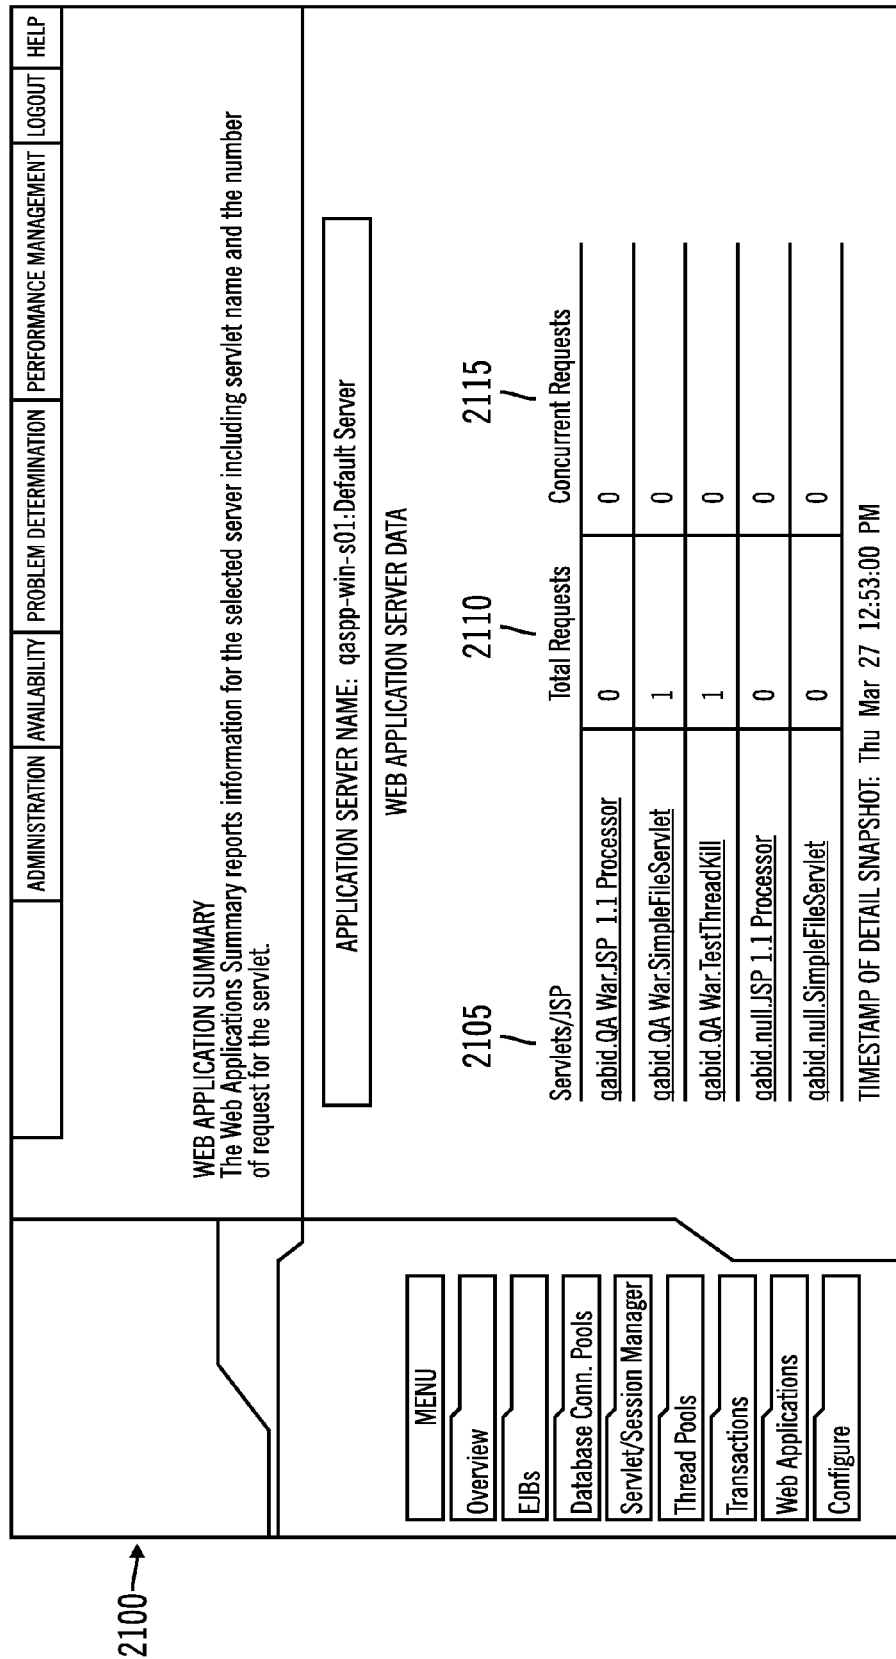 ADMINISTRATION AVAILABILITY PROBLEM DETERMINATION PERFORMANCE MANAGEMENT LOGOUT HELP
2100
WEB APPLICATION SUMMARY
The Web Applications Summary reports information for the selected server including servlet name and the number
of request for the servlet.
APPLICATION SERVER NAME: qaspp-win-s01:Default Server
WEB APPLICATION SERVER DATA
MENU
Overview
EJBs
Database Conn. Pools
Servlet/Session Manager
Thread Pools
Transactions
Web Applications
Configure
2105 2110 2115
Servlets/JSP Total Requests Concurrent Requests
qabid.QA War.JSP 1.1 Processor 0 0
qabid.QA War.SimpleFileServlet 1 0
qabid.QA War.TestThreadKill 1 0
qabid.null.JSP 1.1 Processor 0 0
qabid.null.SimpleFileServlet 0 0
TIMESTAMP OF DETAIL SNAPSHOT: Thu Mar 27 12:53:00 PM